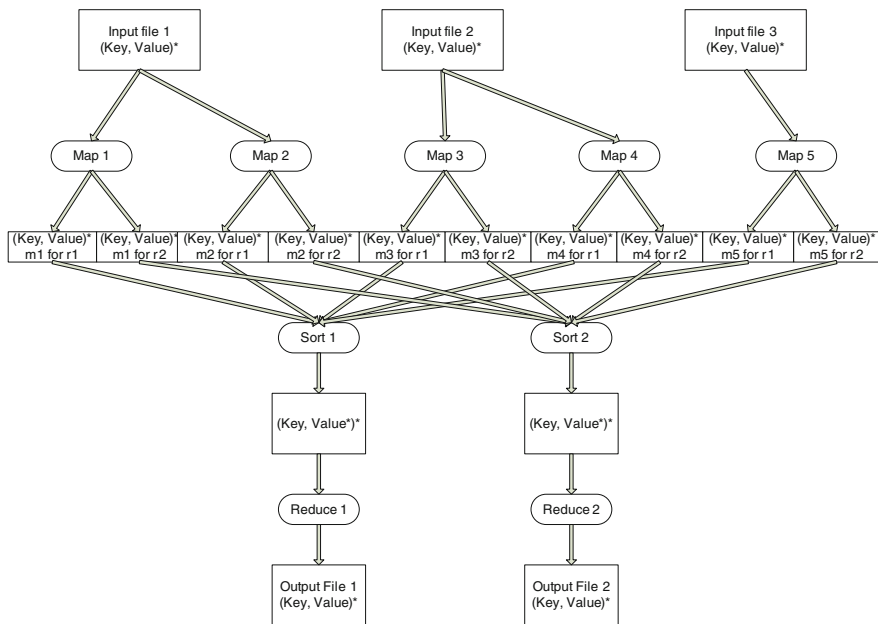 Input file 1
(Key, Value)*
Input file 2
(Key, Value)*
Input file 3
(Key, Value)*
Map 1
Map 2
Map 3
Map 4
Map 5
(Key, Value)*
m1 for r1
(Key, Value)*
m1 for r2
(Key, Value)*
m2 for r1
(Key, Value)*
m2 for r2
(Key, Value)*
m3 for r1
(Key, Value)*
m3 for r2
(Key, Value)*
m4 for r1
(Key, Value)*
m4 for r2
(Key, Value)*
m5 for r1
(Key, Value)*
m5 for r2
Sort 1
Sort 2
(Key, Value*)*
(Key, Value*)*
Reduce 1
Reduce 2
Output File 1
(Key, Value)*
Output File 2
(Key, Value)*